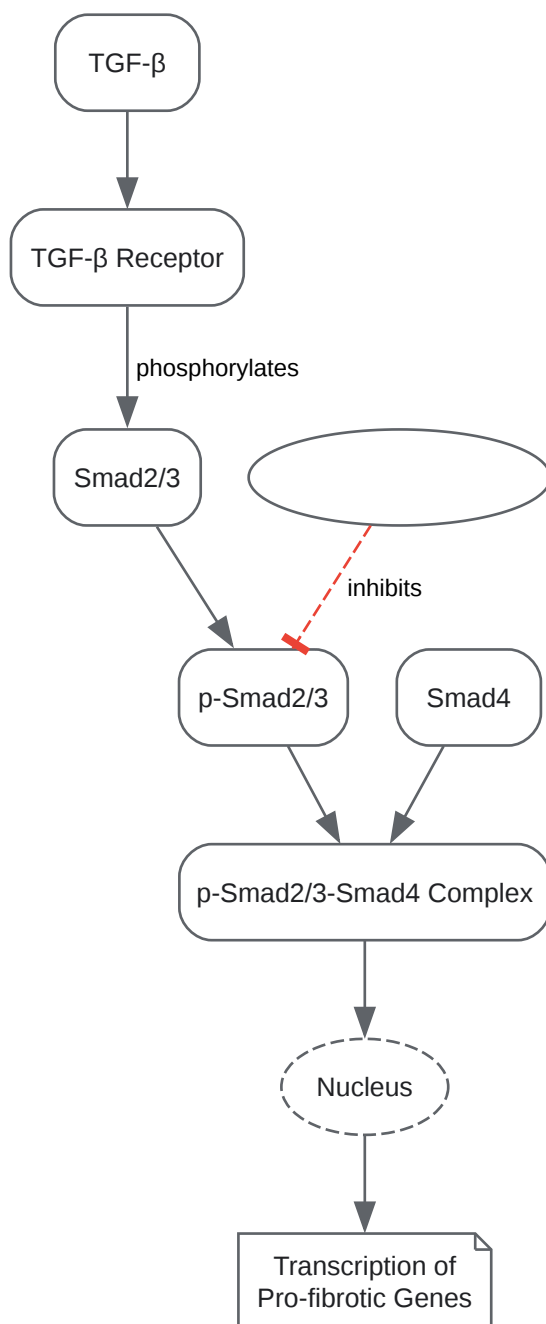 TGF-β
TGF-β Receptor
phosphorylates
Smad2/3
inhibits
p-Smad2/3
Smad4
p-Smad2/3-Smad4 Complex
Nucleus
Transcription of
Pro-fibrotic Genes